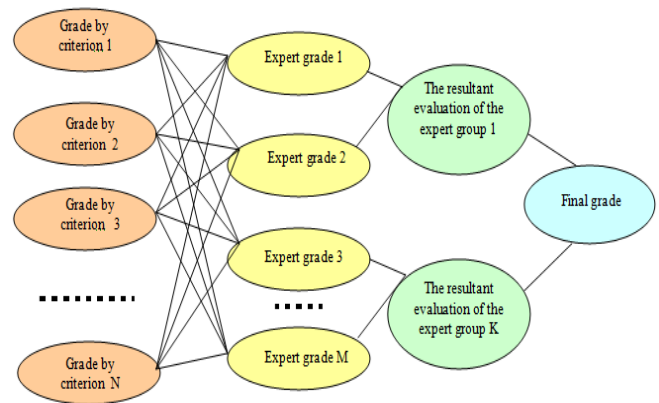 Grade by
criterion 1
Grade by
criterion 2
Grade by
criterion 3
Grade by
criterion N
Expert grade 1
Expert grade 2
Expert grade 3
Expert grade M
The resultant
evaluation of the
expert group 1
The resultant
evaluation of the
expert group K
Final grade